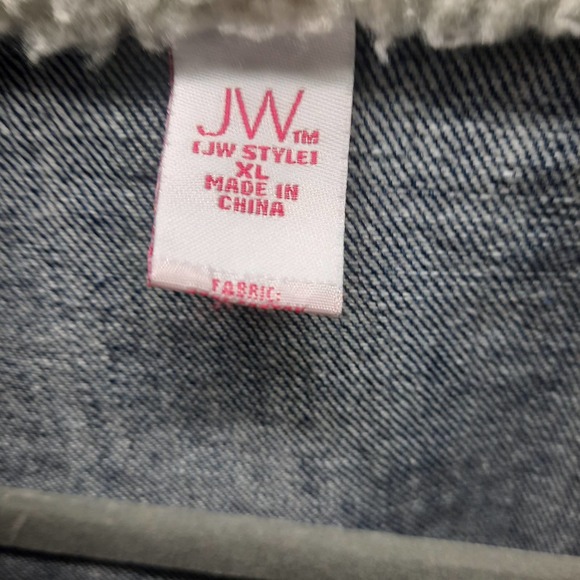 JW™
[JW STYLE]
XL
MADE IN
CHINA
FABRIC: